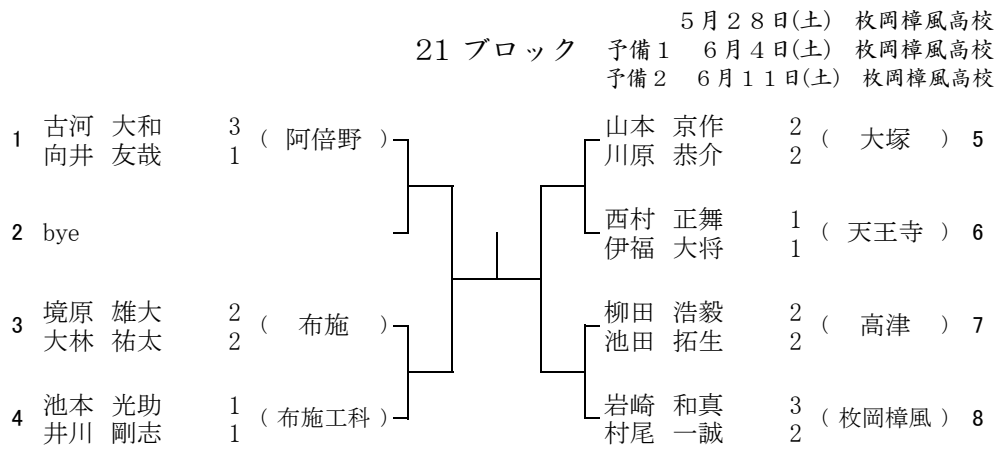 5月28日(土) 枚岡樟風高校
21 ブロック 予備1 6月4日(土) 枚岡樟風高校
予備2 6月11日(土) 枚岡樟風高校
1 古河 大和 3 ( 阿倍野 )
向井 友哉 1
2 bye
3 境原 雄大 2 ( 布施 )
大林 祐太 2
4 池本 光助 1 ( 布施工科 )
井川 剛志 1
山本 京作 2 ( 大塚 ) 5
川原 恭介 2
西村 正舞 1 ( 天王寺 ) 6
伊福 大将 1
柳田 浩毅 2 ( 高津 ) 7
池田 拓生 2
岩崎 和真 3 ( 枚岡樟風 ) 8
村尾 一誠 2